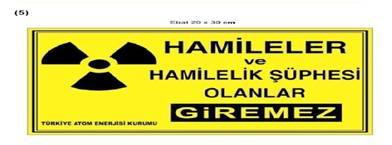 (5)
Ebat 20 x 30 cm
HAMİLELER
ve
HAMİLELİK ŞÜPHESİ
OLANLAR
GİREMEZ
TÜRKİYE ATOM ENERJİSİ KURUMU